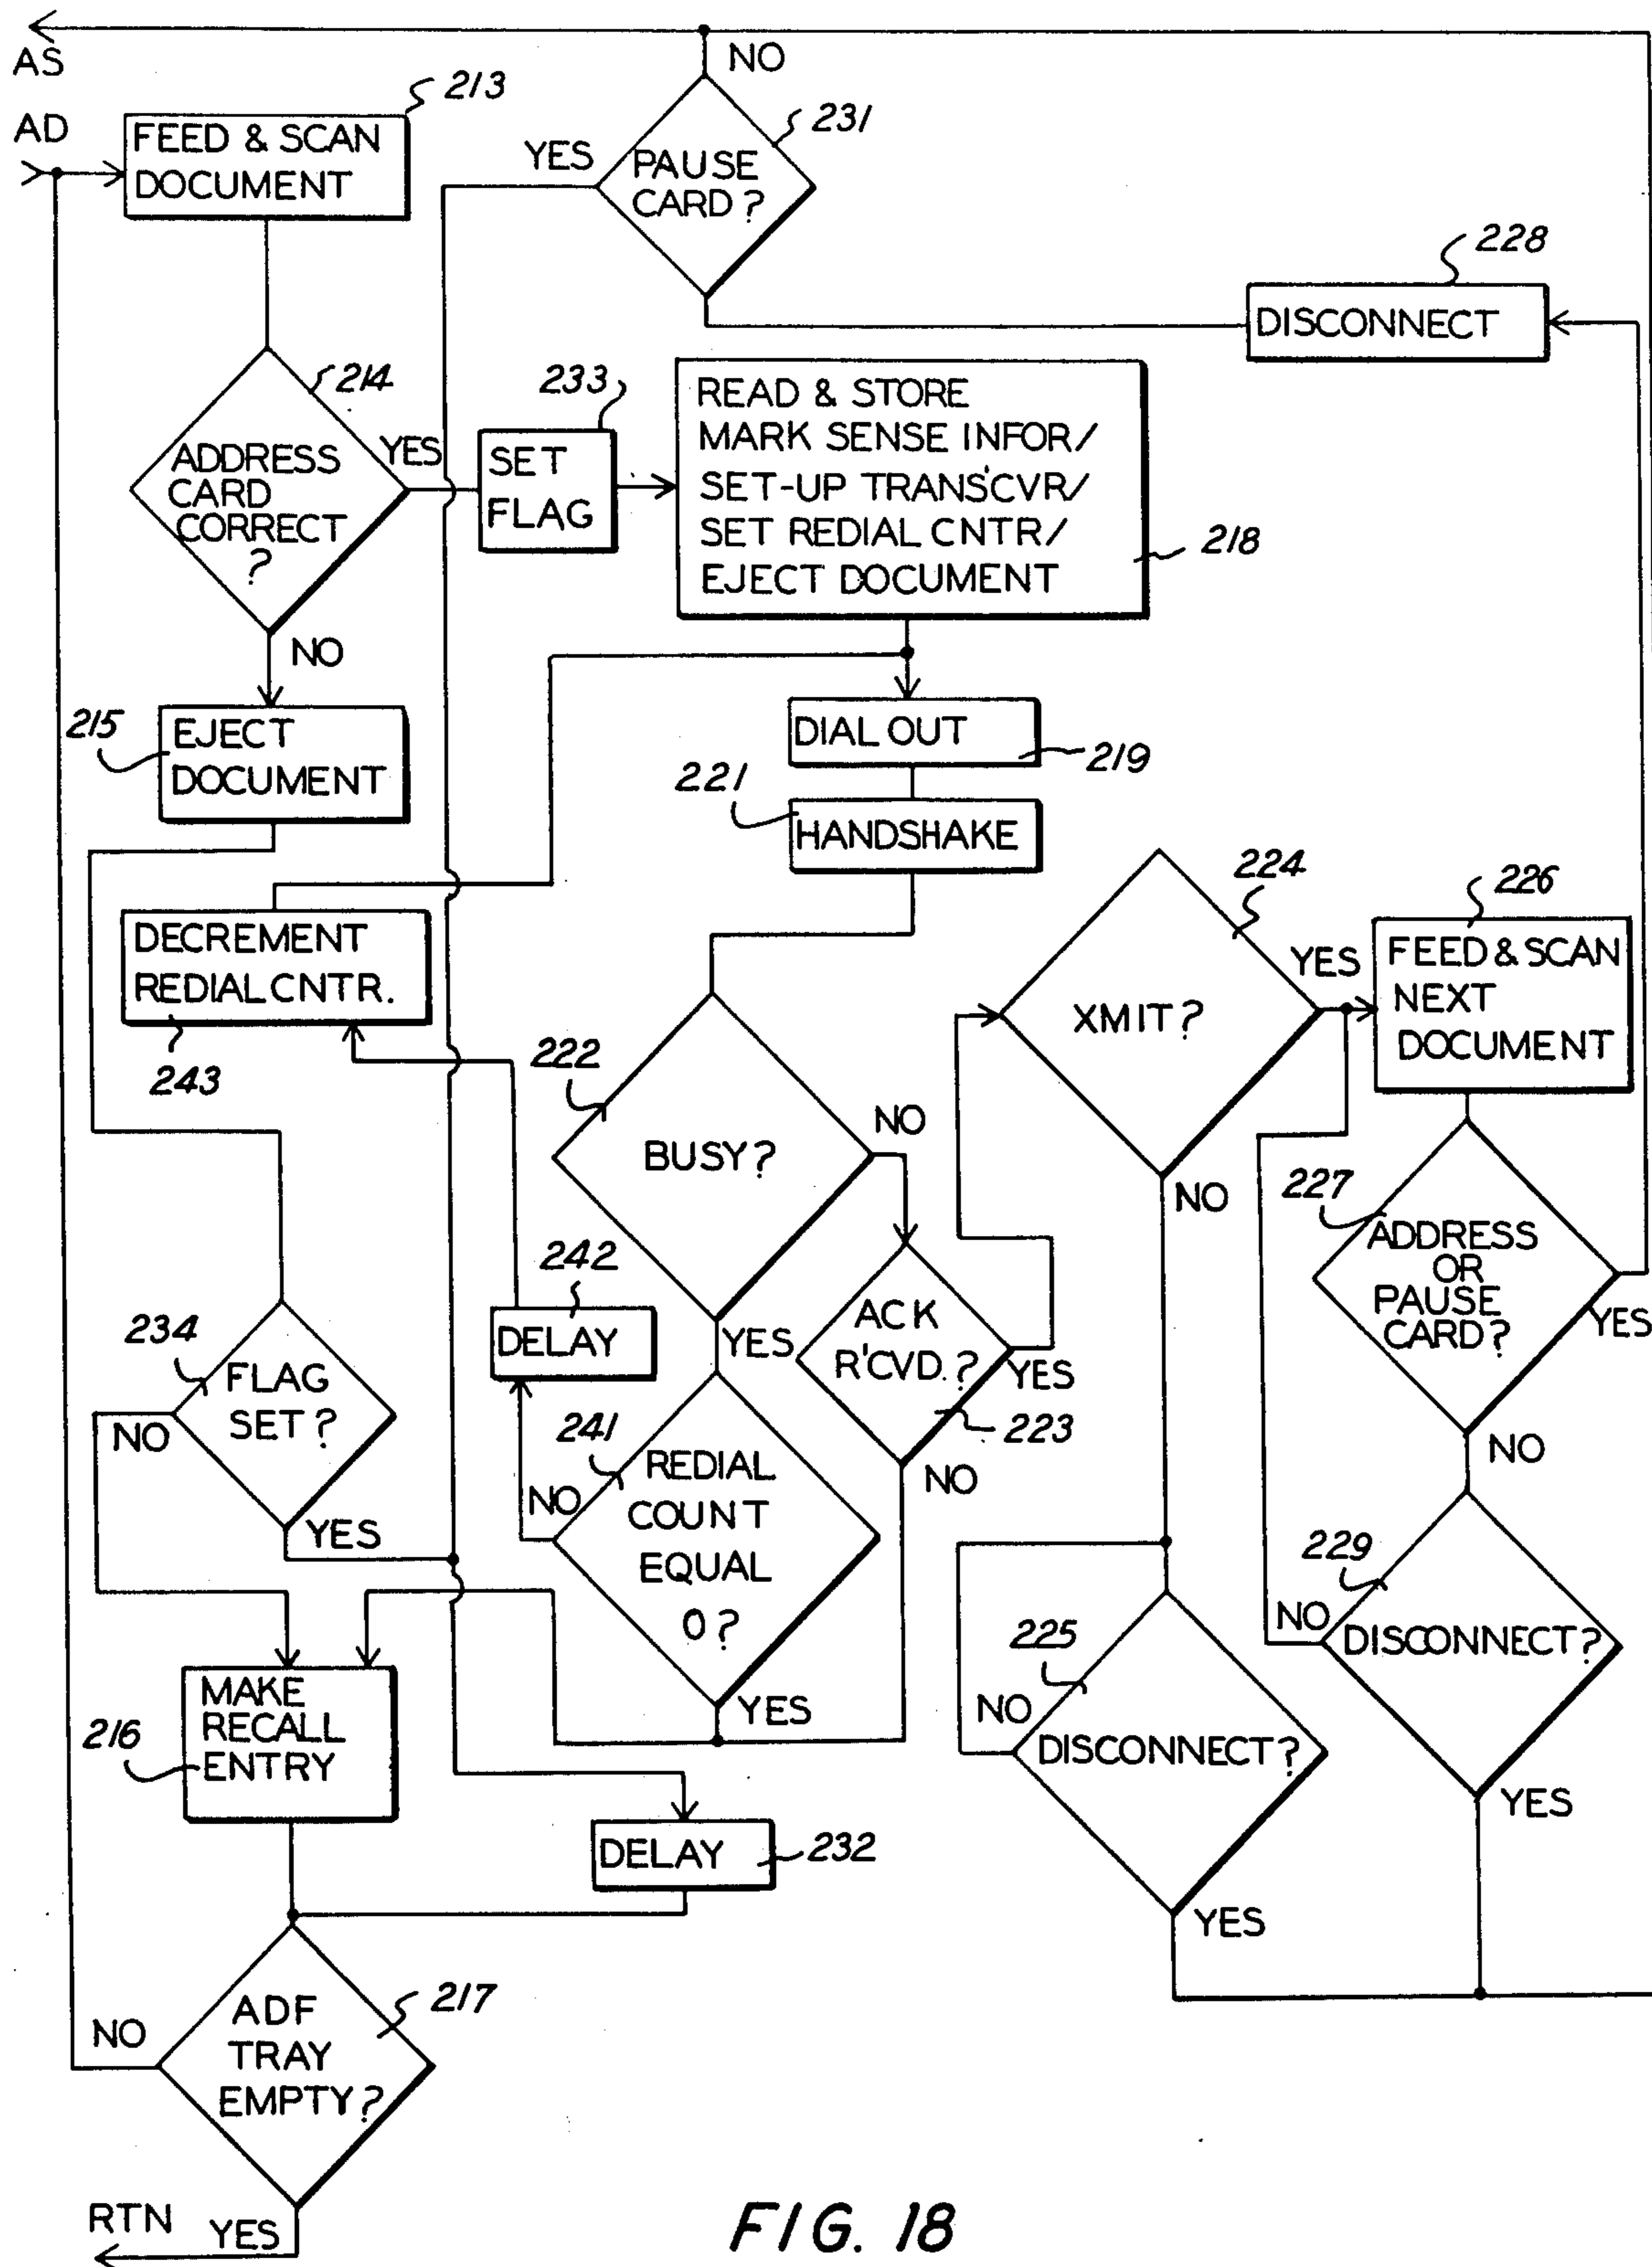 AS
NO
213
AD
FEED & SCAN
DOCUMENT
231
YES
PAUSE
CARD?
228
DISCONNECT
214
233
ADDRESS
CARD
CORRECT
?
YES
SET
FLAG
READ & STORE
MARK SENSE INFOR/
SET-UP TRANS'CVR/
SET REDIAL CNTR/
EJECT DOCUMENT
218
NO
215
EJECT
DOCUMENT
DIAL OUT
219
221
HANDSHAKE
224
226
DECREMENT
REDIAL CNTR.
243
XMIT?
YES
FEED & SCAN
NEXT
DOCUMENT
222
BUSY?
NO
NO
227
ADDRESS
OR
PAUSE
CARD?
YES
242
DELAY
YES
ACK
R'CVD.?
YES
223
NO
234
FLAG
SET?
NO
YES
241
NO
REDIAL
COUNT
EQUAL
0?
YES
NO
229
NO
DISCONNECT?
YES
225
NO
DISCONNECT?
YES
216
MAKE
RECALL
ENTRY
DELAY
232
217
NO
ADF
TRAY
EMPTY?
RTN
YES
FIG. 18